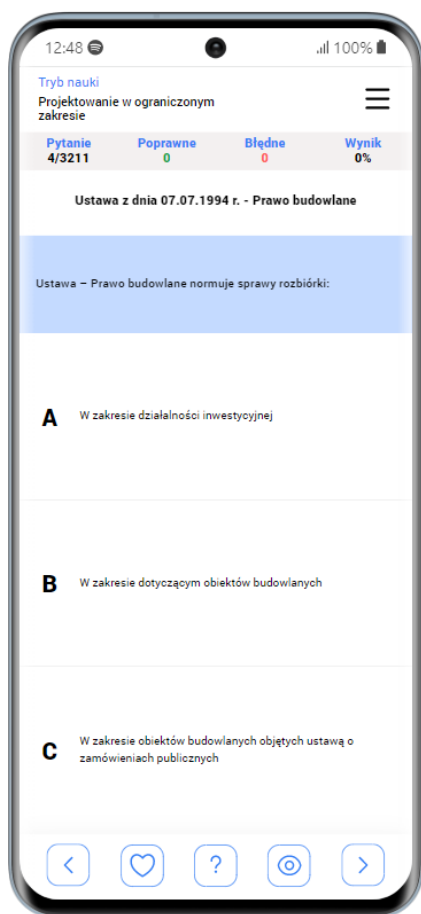 12:48
100%
Tryb nauki
Projektowanie w ograniczonym
zakresie
Pytanie Poprawne Błędne Wynik
4/3211 0 0 0%
Ustawa z dnia 07.07.1994 r. - Prawo budowlane
Ustawa – Prawo budowlane normuje sprawy rozbiórki:
A W zakresie działalności inwestycyjnej
B W zakresie dotyczącym obiektów budowlanych
C W zakresie obiektów budowlanych objętych ustawą o
zamówieniach publicznych
?